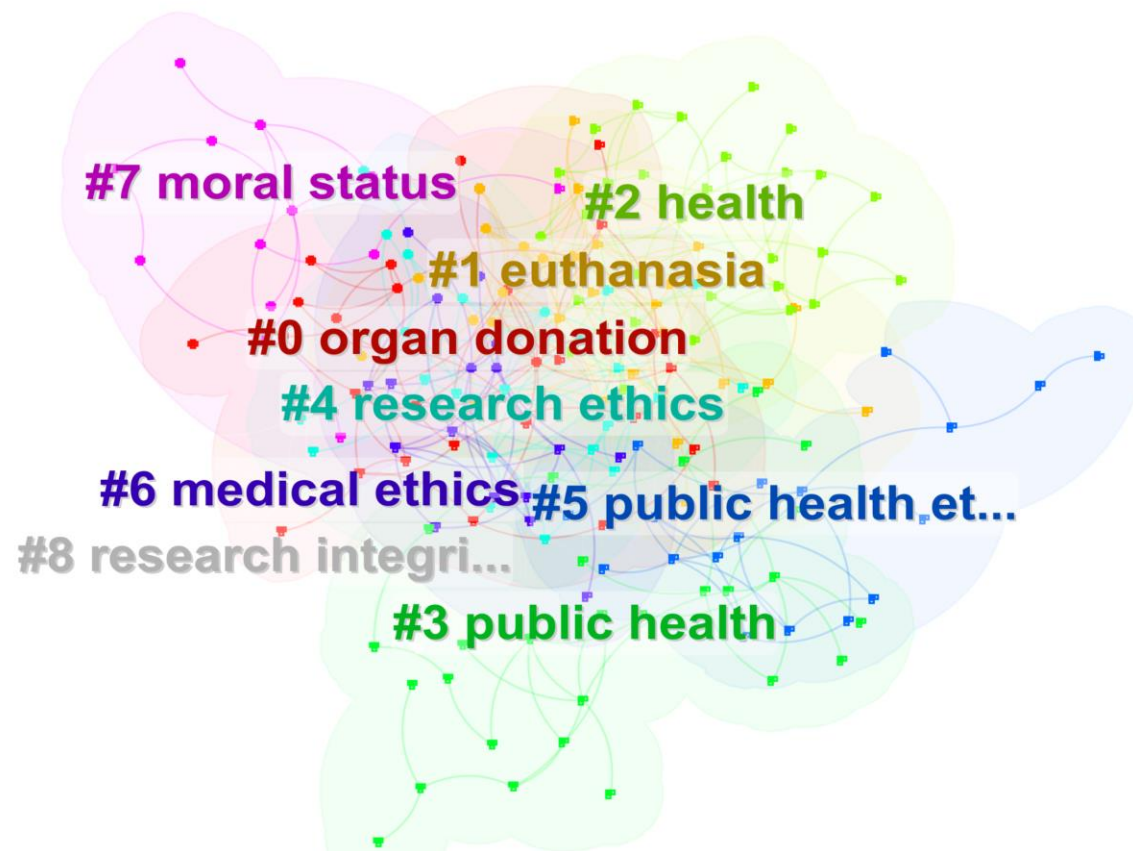 #7 moral status
#2 health
#1 euthanasia
#0 organ donation
#4 research ethics
#6 medical ethics
#5 public health et...
#8 research integri...
#3 public health